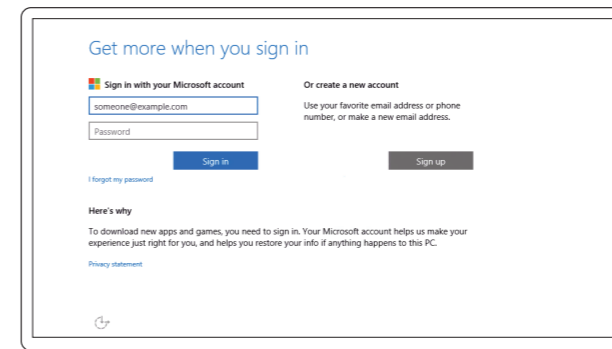 Get more when you sign in
Sign in with your Microsoft account
someone@example.com
Password
Sign in
I forgot my password
Or create a new account
Use your favorite email address or phone
number, or make a new email address.
Sign up
Here's why
To download new apps and games, you need to sign in. Your Microsoft account helps us make your
experience just right for you, and helps you restore your info if anything happens to this PC.
Privacy statement